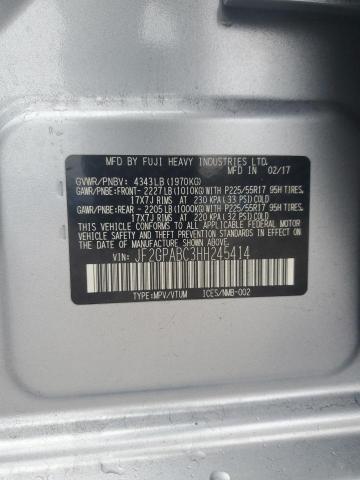 MFD BY FUJI HEAVY INDUSTRIES LTD.
MFD IN 02/17
GVWR/PNBV: 4343LB(1970KG)
GAWR/PNBE:FRONT- 2227LB(1010KG) WITH P225/55R17 95H TIRES,
17X7J RIMS AT 230 KPA(33 PSI)COLD
GAWR/PNBE:REAR - 2205LB(1000KG) WITH P225/55R17 95H TIRES,
17X7J RIMS AT 220 KPA(32 PSI)COLD
THIS VEHICLE CONFORMS TO ALL APPLICABLE
FEDERAL MOTOR VEHICLE SAFETY
STANDARDS IN EFFECT ON THE DATE OF
MANUFACTURE SHOWN ABOVE.
VIN: JF2GPABC3HH245414
TYPE:MPV/VTUM ICES/NMB-002